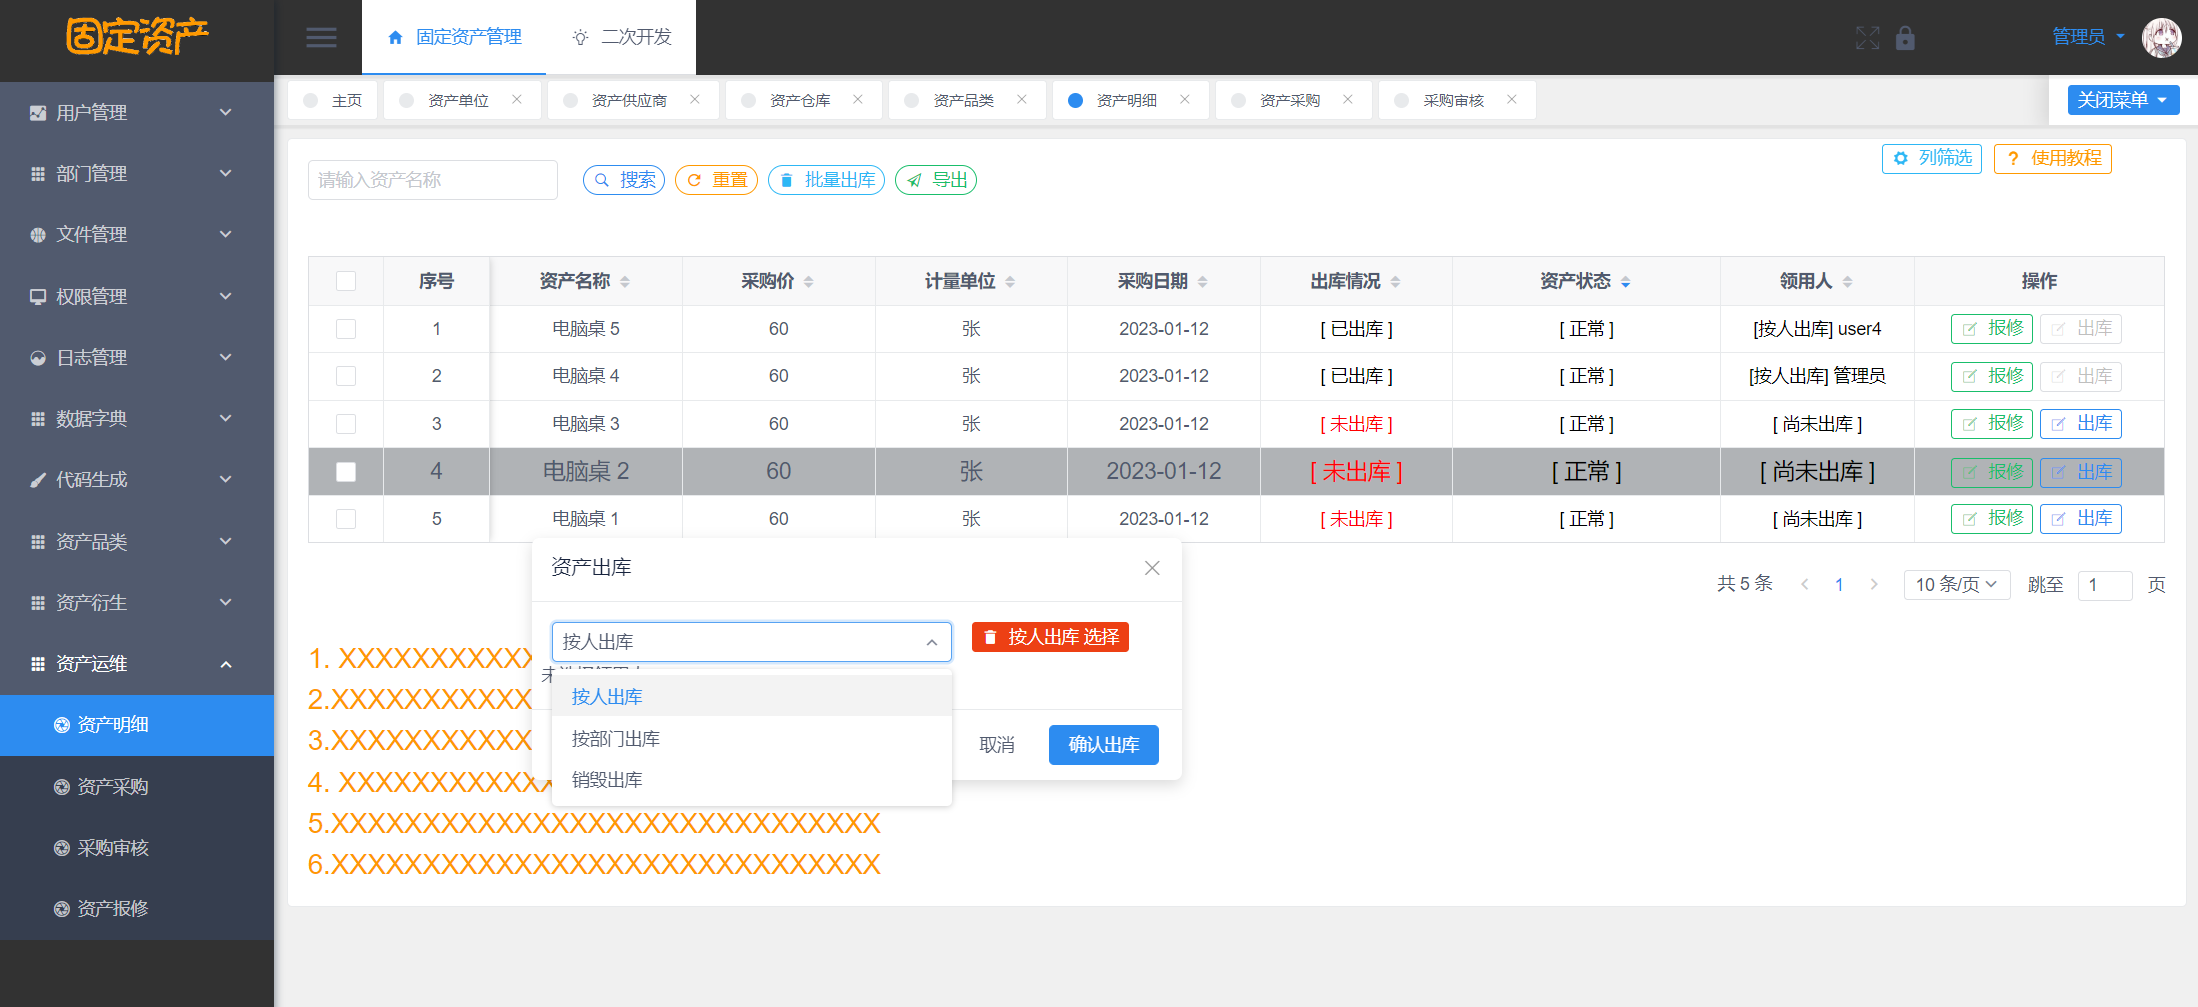 固定资产
固定资产管理
二次开发
管理员
主页
资产单位
资产供应商
资产仓库
资产品类
资产明细
资产采购
采购审核
关闭菜单
用户管理
部门管理
文件管理
权限管理
日志管理
数据字典
代码生成
资产品类
资产衍生
资产运维
资产明细
资产采购
采购审核
资产报修
请输入资产名称
搜索
重置
批量出库
导出
列筛选
? 使用教程
序号 资产名称 采购价 计量单位 采购日期 出库情况 资产状态 领用人 操作
1 电脑桌 5 60 张 2023-01-12 [ 已出库 ] [ 正常 ] [按人出库] user4 报修 出库
2 电脑桌 4 60 张 2023-01-12 [ 已出库 ] [ 正常 ] [按人出库] 管理员 报修 出库
3 电脑桌 3 60 张 2023-01-12 [ 未出库 ] [ 正常 ] [ 尚未出库 ] 报修 出库
4 电脑桌 2 60 张 2023-01-12 [ 未出库 ] [ 正常 ] [ 尚未出库 ] 报修 出库
5 电脑桌 1 60 张 2023-01-12 [ 未出库 ] [ 正常 ] [ 尚未出库 ] 报修 出库
共 5 条 1 10 条/页 跳至 1 页
资产出库
按人出库
按人出库 选择
按人出库
按部门出库
销毁出库
取消
确认出库
1. XXXXXXXXXXX
2.XXXXXXXXXXX
3.XXXXXXXXXXX
4. XXXXXXXXXXXX
5.XXXXXXXXXXXXXXXXXXXXXXXXXXXXXX
6.XXXXXXXXXXXXXXXXXXXXXXXXXXXXXX